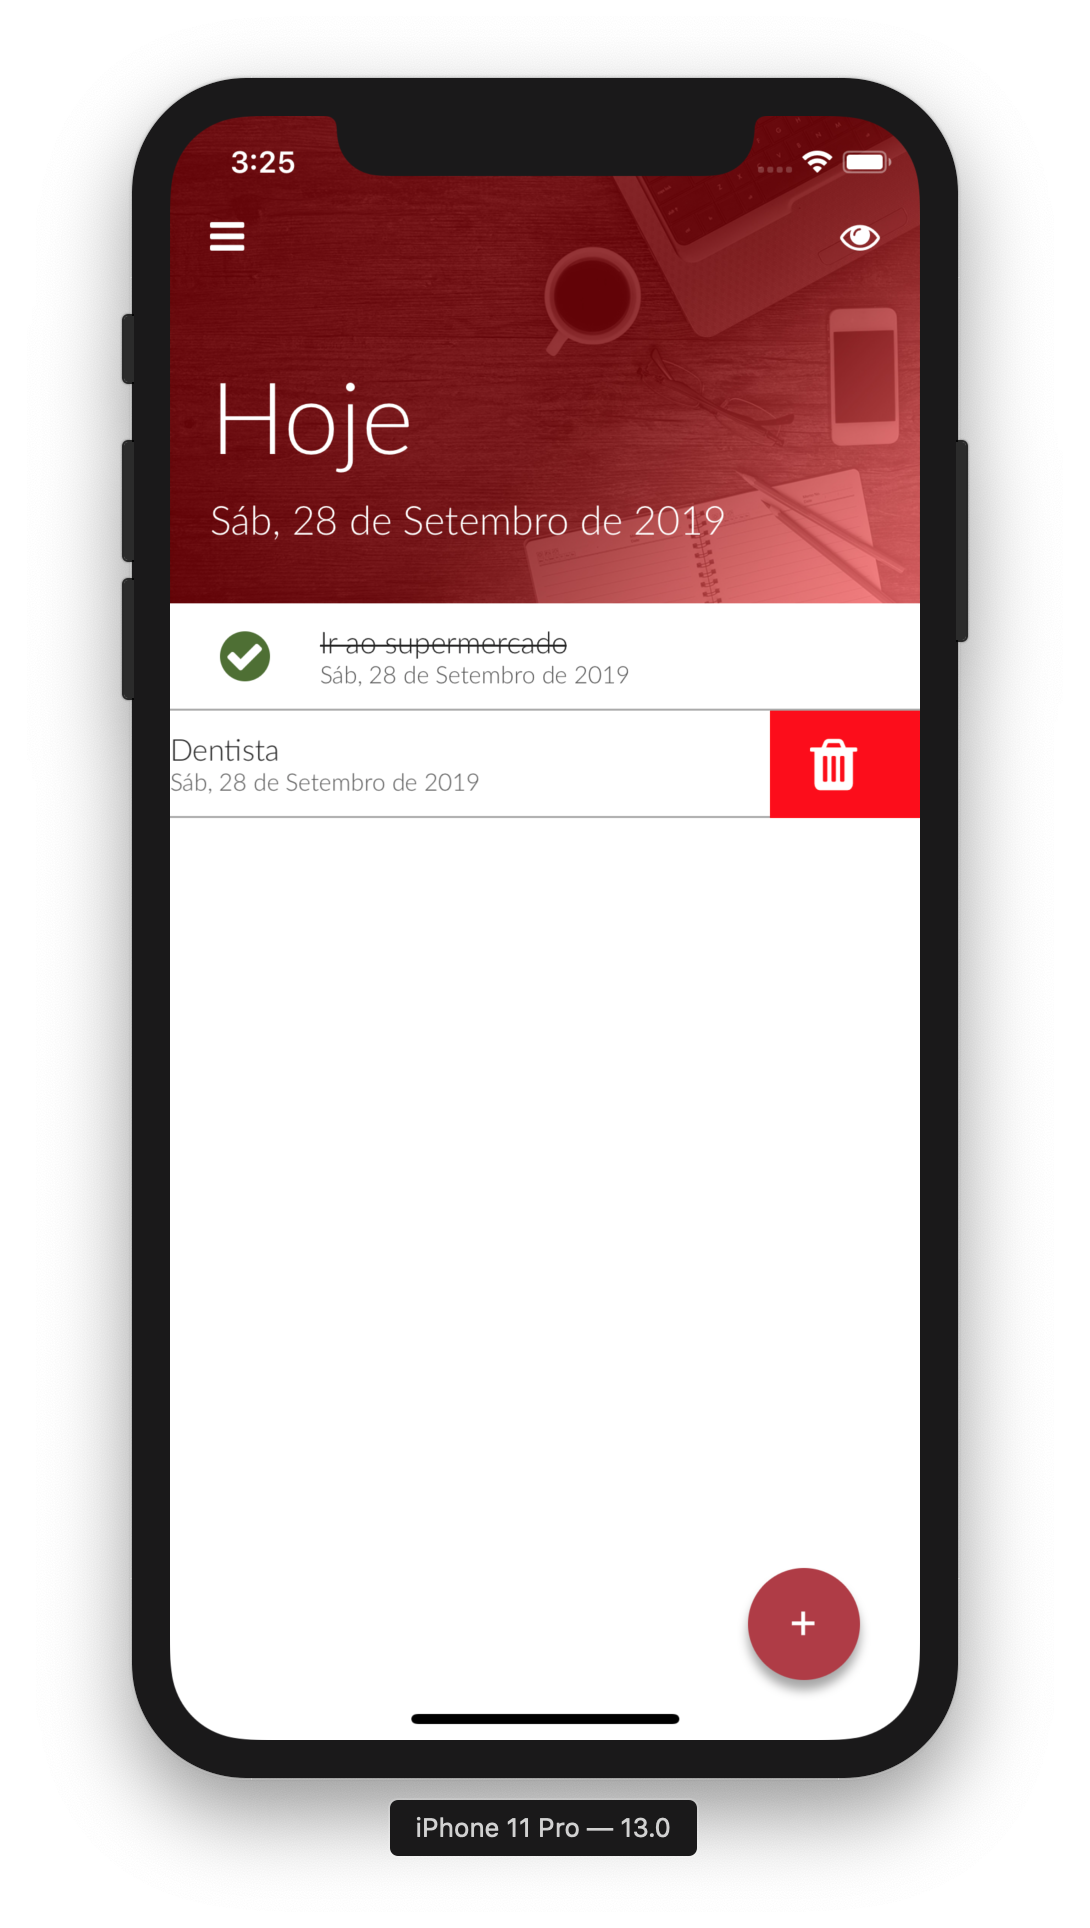 3:25
Hoje
Sáb, 28 de Setembro de 2019
Ir ao supermercado
Sáb, 28 de Setembro de 2019
Dentista
Sáb, 28 de Setembro de 2019
+
iPhone 11 Pro — 13.0